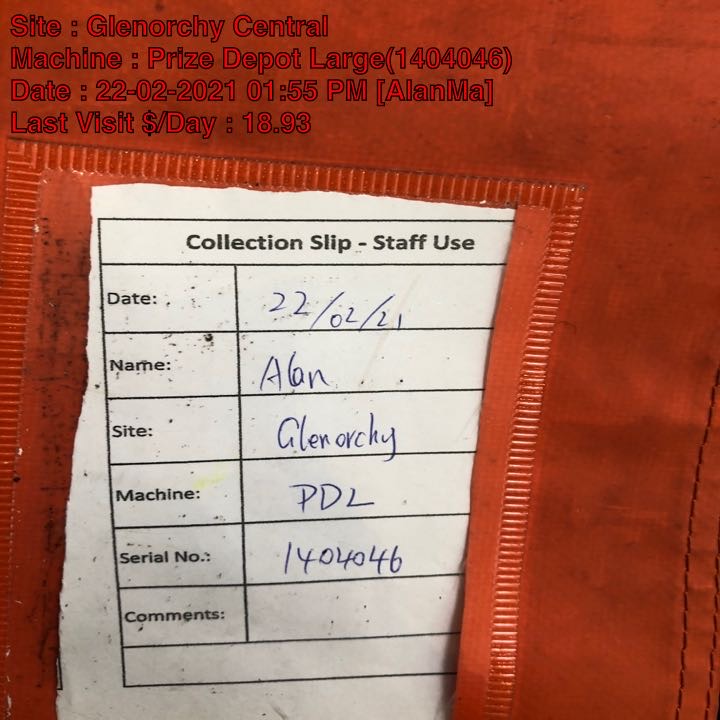 Site : Glenorchy Central
Machine : Prize Depot Large(1404046)
Date : 22-02-2021 01:55 PM [AlanMa]
Last Visit $/Day : 18.93
Collection Slip - Staff Use
Date: 22/02/21
Name: Alan
Site: Glenorchy
Machine: PDL
Serial No.: 1404046
Comments: